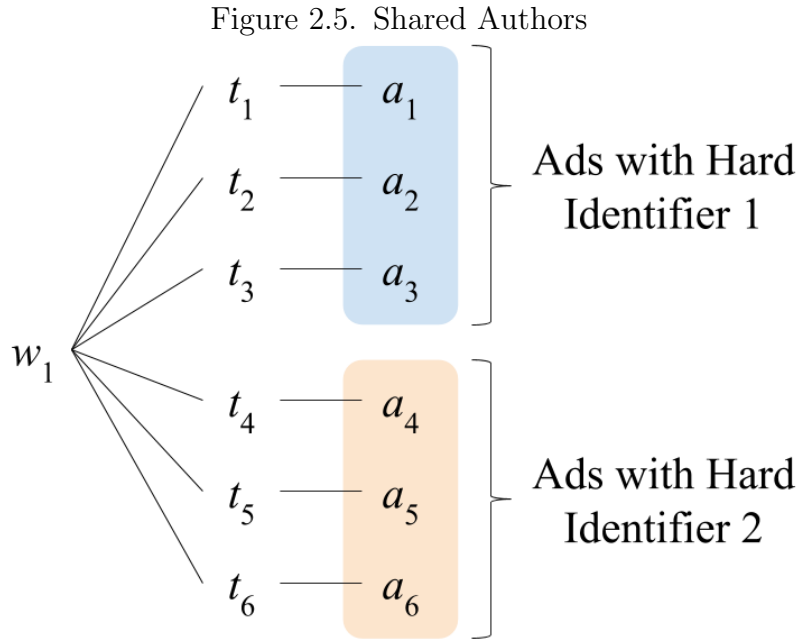 Figure 2.5. Shared Authors
t₁ a₁
t₂ a₂
t₃ a₃
Ads with Hard
Identifier 1
w₁
t₄ a₄
t₅ a₅
t₆ a₆
Ads with Hard
Identifier 2